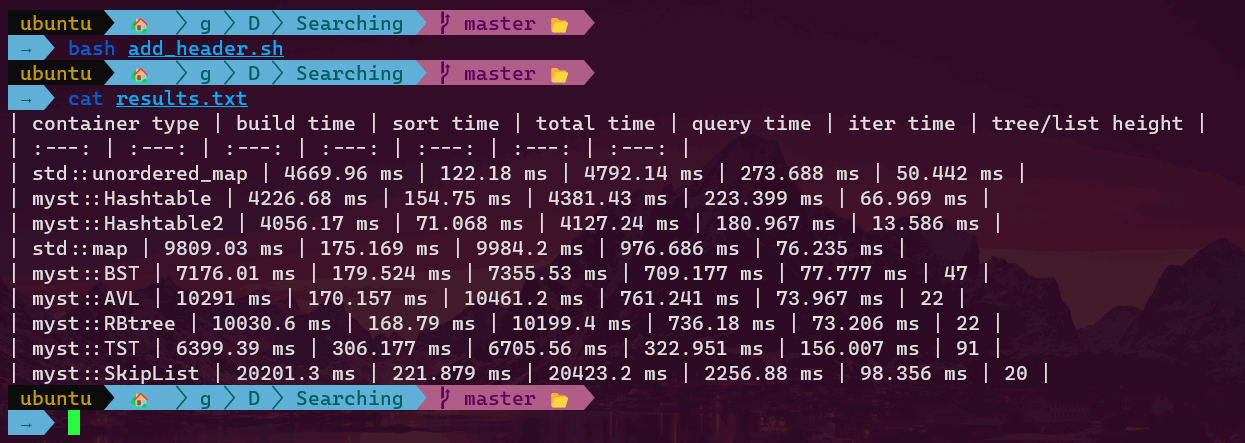 ubuntu g D Searching master
→ bash add_header.sh
ubuntu g D Searching master
→ cat results.txt
| container type | build time | sort time | total time | query time | iter time | tree/list height |
| :---: | :---: | :---: | :---: | :---: | :---: | :---: |
| std::unordered_map | 4669.96 ms | 122.18 ms | 4792.14 ms | 273.688 ms | 50.442 ms |
| myst::Hashtable | 4226.68 ms | 154.75 ms | 4381.43 ms | 223.399 ms | 66.969 ms |
| myst::Hashtable2 | 4056.17 ms | 71.068 ms | 4127.24 ms | 180.967 ms | 13.586 ms |
| std::map | 9809.03 ms | 175.169 ms | 9984.2 ms | 976.686 ms | 76.235 ms |
| myst::BST | 7176.01 ms | 179.524 ms | 7355.53 ms | 709.177 ms | 77.777 ms | 47 |
| myst::AVL | 10291 ms | 170.157 ms | 10461.2 ms | 761.241 ms | 73.967 ms | 22 |
| myst::RBtree | 10030.6 ms | 168.79 ms | 10199.4 ms | 736.18 ms | 73.206 ms | 22 |
| myst::TST | 6399.39 ms | 306.177 ms | 6705.56 ms | 322.951 ms | 156.007 ms | 91 |
| myst::SkipList | 20201.3 ms | 221.879 ms | 20423.2 ms | 2256.88 ms | 98.356 ms | 20 |
ubuntu g D Searching master
→